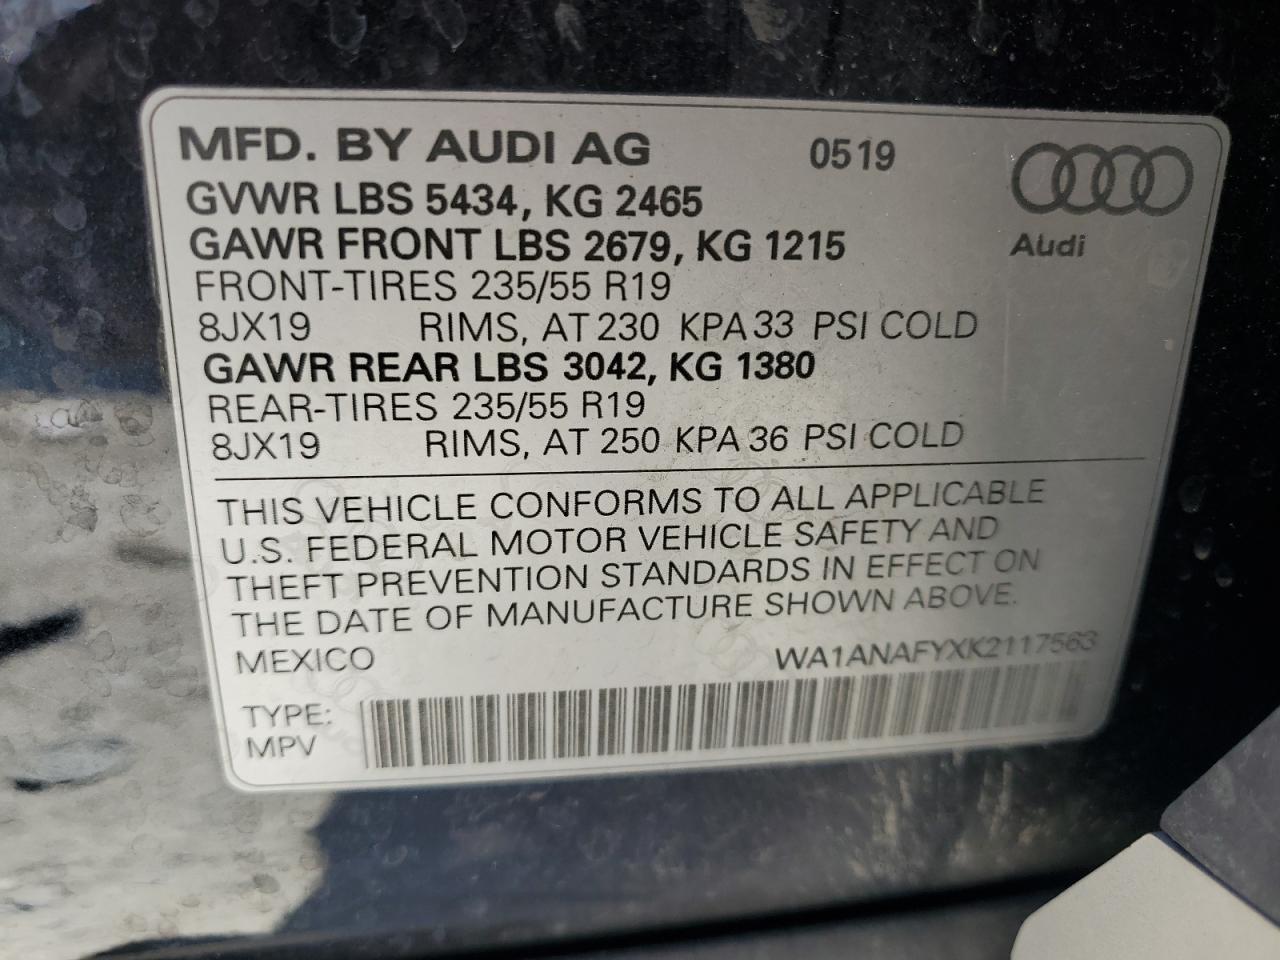 MFD. BY AUDI AG 0519
GVWR LBS 5434, KG 2465
GAWR FRONT LBS 2679, KG 1215
Audi
FRONT-TIRES 235/55 R19
8JX19 RIMS, AT 230 KPA 33 PSI COLD
GAWR REAR LBS 3042, KG 1380
REAR-TIRES 235/55 R19
8JX19 RIMS, AT 250 KPA 36 PSI COLD
THIS VEHICLE CONFORMS TO ALL APPLICABLE
U.S. FEDERAL MOTOR VEHICLE SAFETY AND
THEFT PREVENTION STANDARDS IN EFFECT ON
THE DATE OF MANUFACTURE SHOWN ABOVE.
MEXICO WA1ANAFYXK2117563
TYPE:
MPV